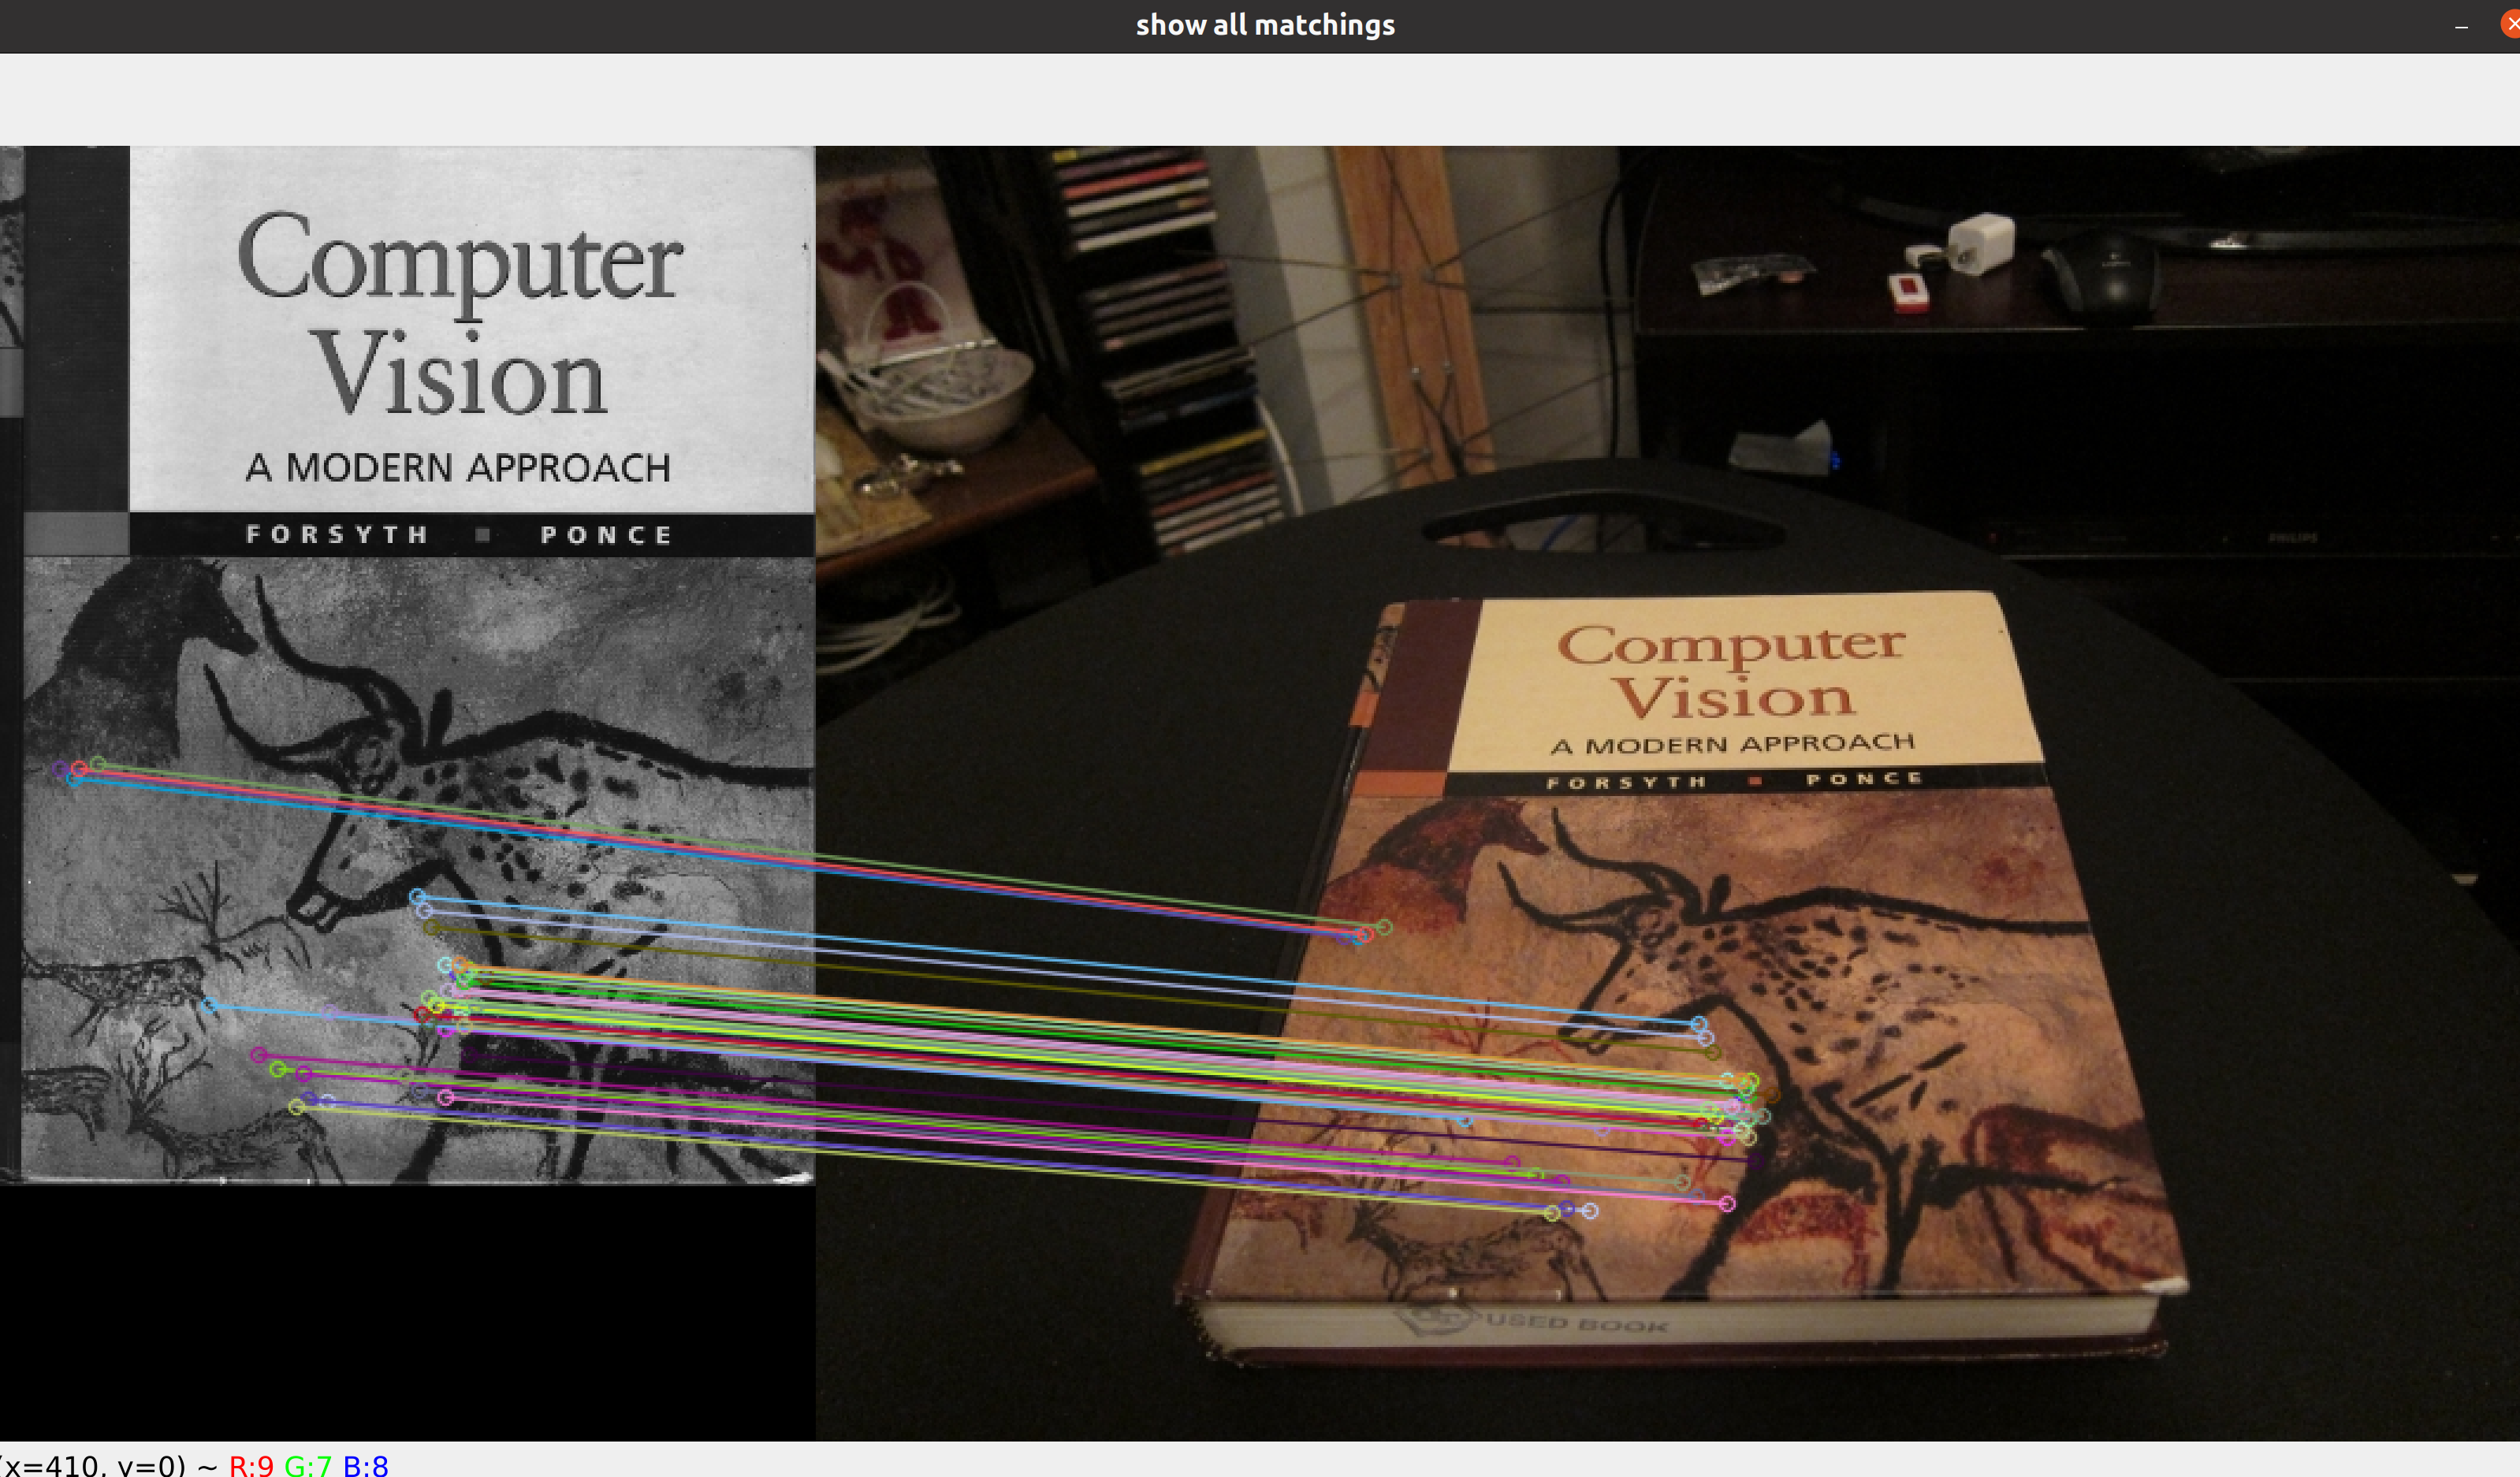 show all matchings
Computer
Vision
A MODERN APPROACH
FORSYTH ■ PONCE
PHILIPS
Computer
Vision
A MODERN APPROACH
FORSYTH ■ PONCE
USED BOOK
(x=410, y=0) ~ R:9 G:7 B:8